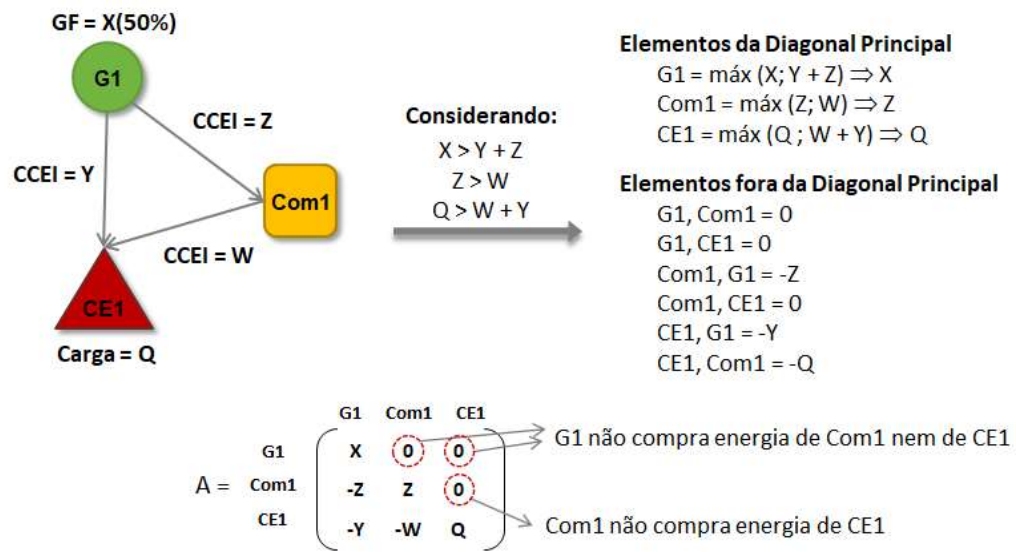 GF = X(50%)
G1
CCEI = Z
CCEI = Y
Com1
CCEI = W
CE1
Carga = Q
Considerando:
X > Y + Z
Z > W
Q > W + Y
Elementos da Diagonal Principal
G1 = máx (X; Y + Z) ⇒ X
Com1 = máx (Z; W) ⇒ Z
CE1 = máx (Q ; W + Y) ⇒ Q
Elementos fora da Diagonal Principal
G1, Com1 = 0
G1, CE1 = 0
Com1, G1 = -Z
Com1, CE1 = 0
CE1, G1 = -Y
CE1, Com1 = -Q
G1 Com1 CE1
G1 X 0 0
A = Com1 -Z Z 0
CE1 -Y -W Q
G1 não compra energia de Com1 nem de CE1
Com1 não compra energia de CE1